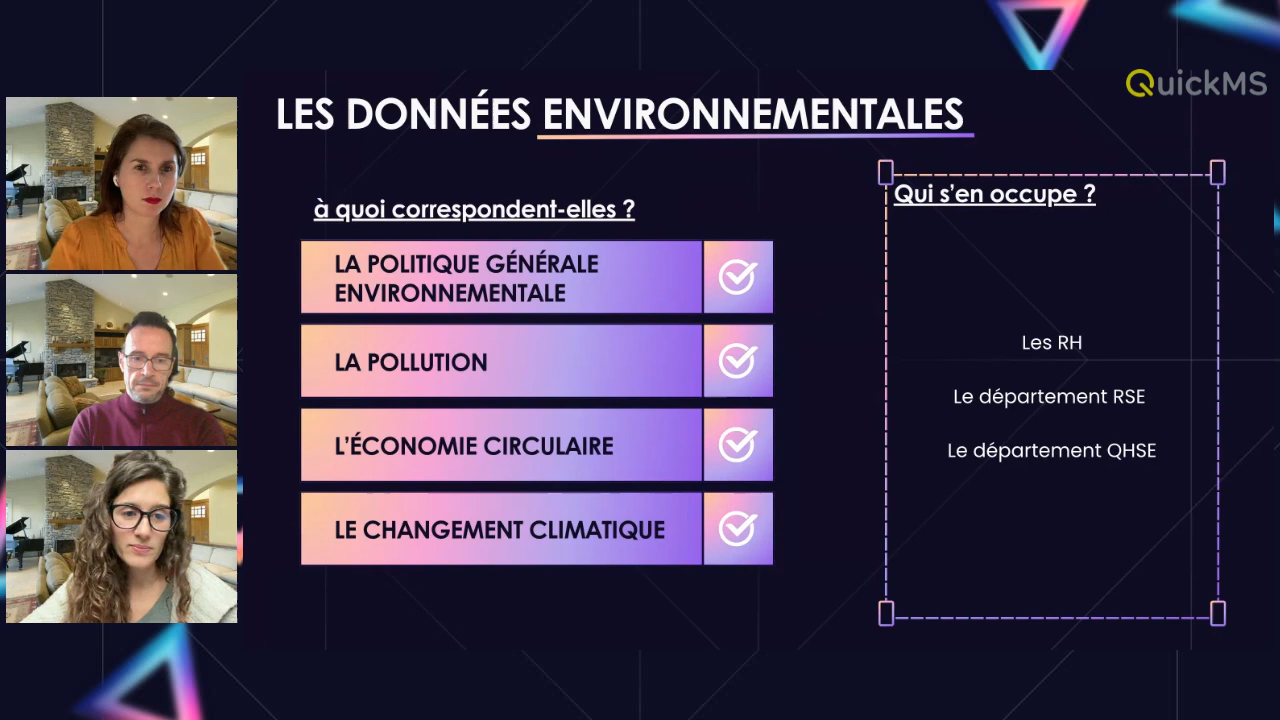 QuickMS
LES DONNÉES ENVIRONNEMENTALES
à quoi correspondent-elles ?
LA POLITIQUE GÉNÉRALE
ENVIRONNEMENTALE
LA POLLUTION
L'ÉCONOMIE CIRCULAIRE
LE CHANGEMENT CLIMATIQUE
Qui s'en occupe ?
Les RH
Le département RSE
Le département QHSE